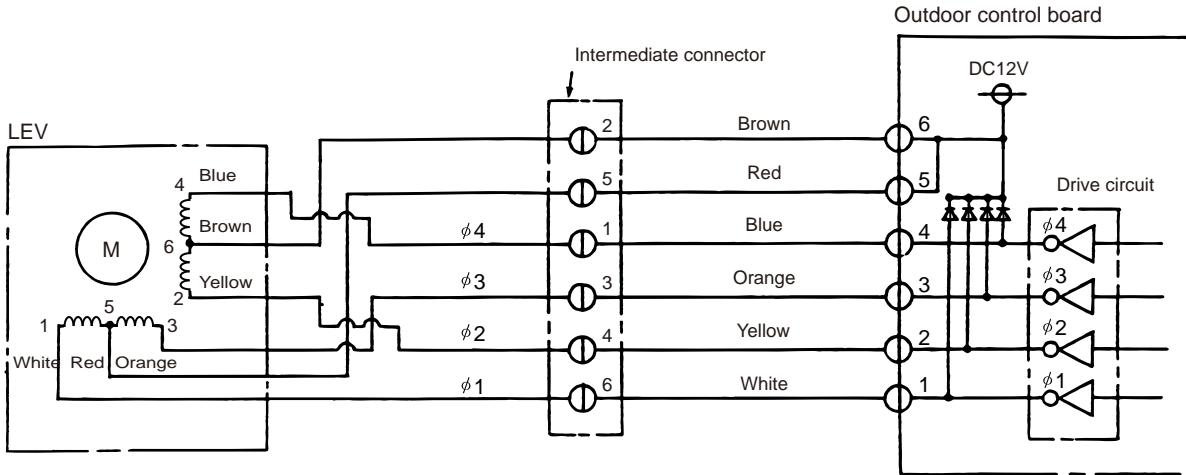 Outdoor control board
Intermediate connector
DC12V
LEV
2 Brown 6
4 Blue
5 Red 5
Drive circuit
Brown
6
M
ϕ4 1 Blue 4 ϕ4
Yellow
2
ϕ3 3 Orange 3 ϕ3
1 5 3
ϕ2 4 Yellow 2 ϕ2
White Red Orange
ϕ1 6 White 1 ϕ1